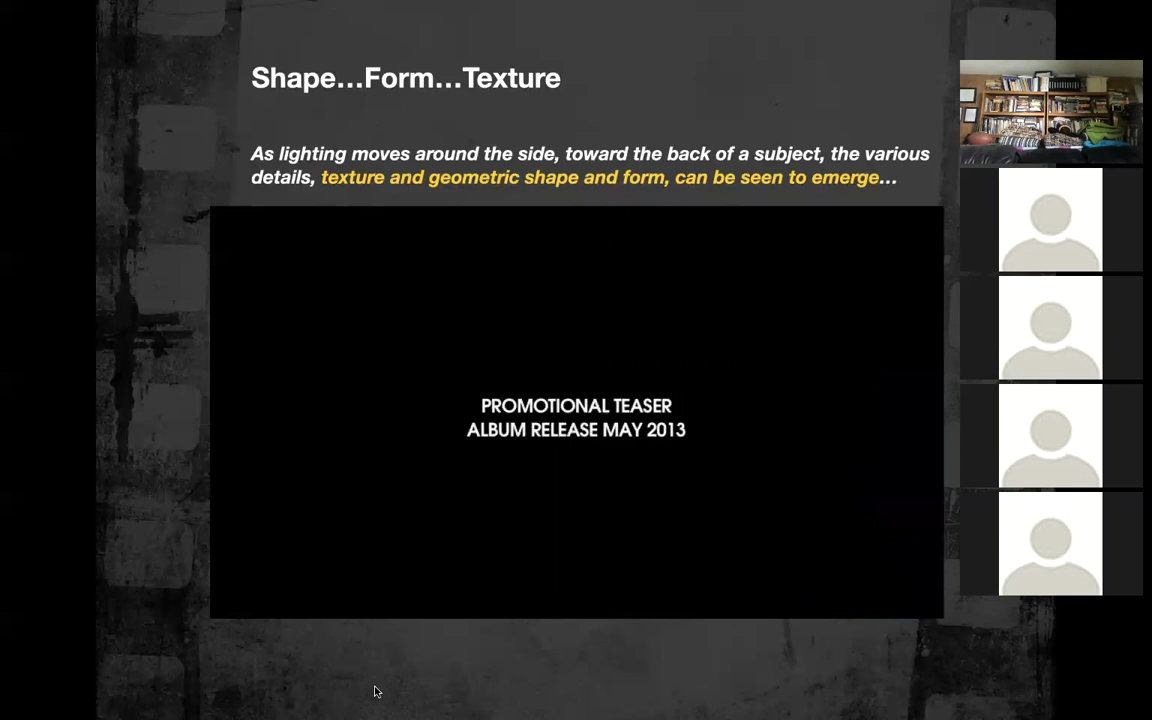 Shape...Form...Texture
As lighting moves around the side, toward the back of a subject, the various
details, texture and geometric shape and form, can be seen to emerge...
PROMOTIONAL TEASER
ALBUM RELEASE MAY 2013